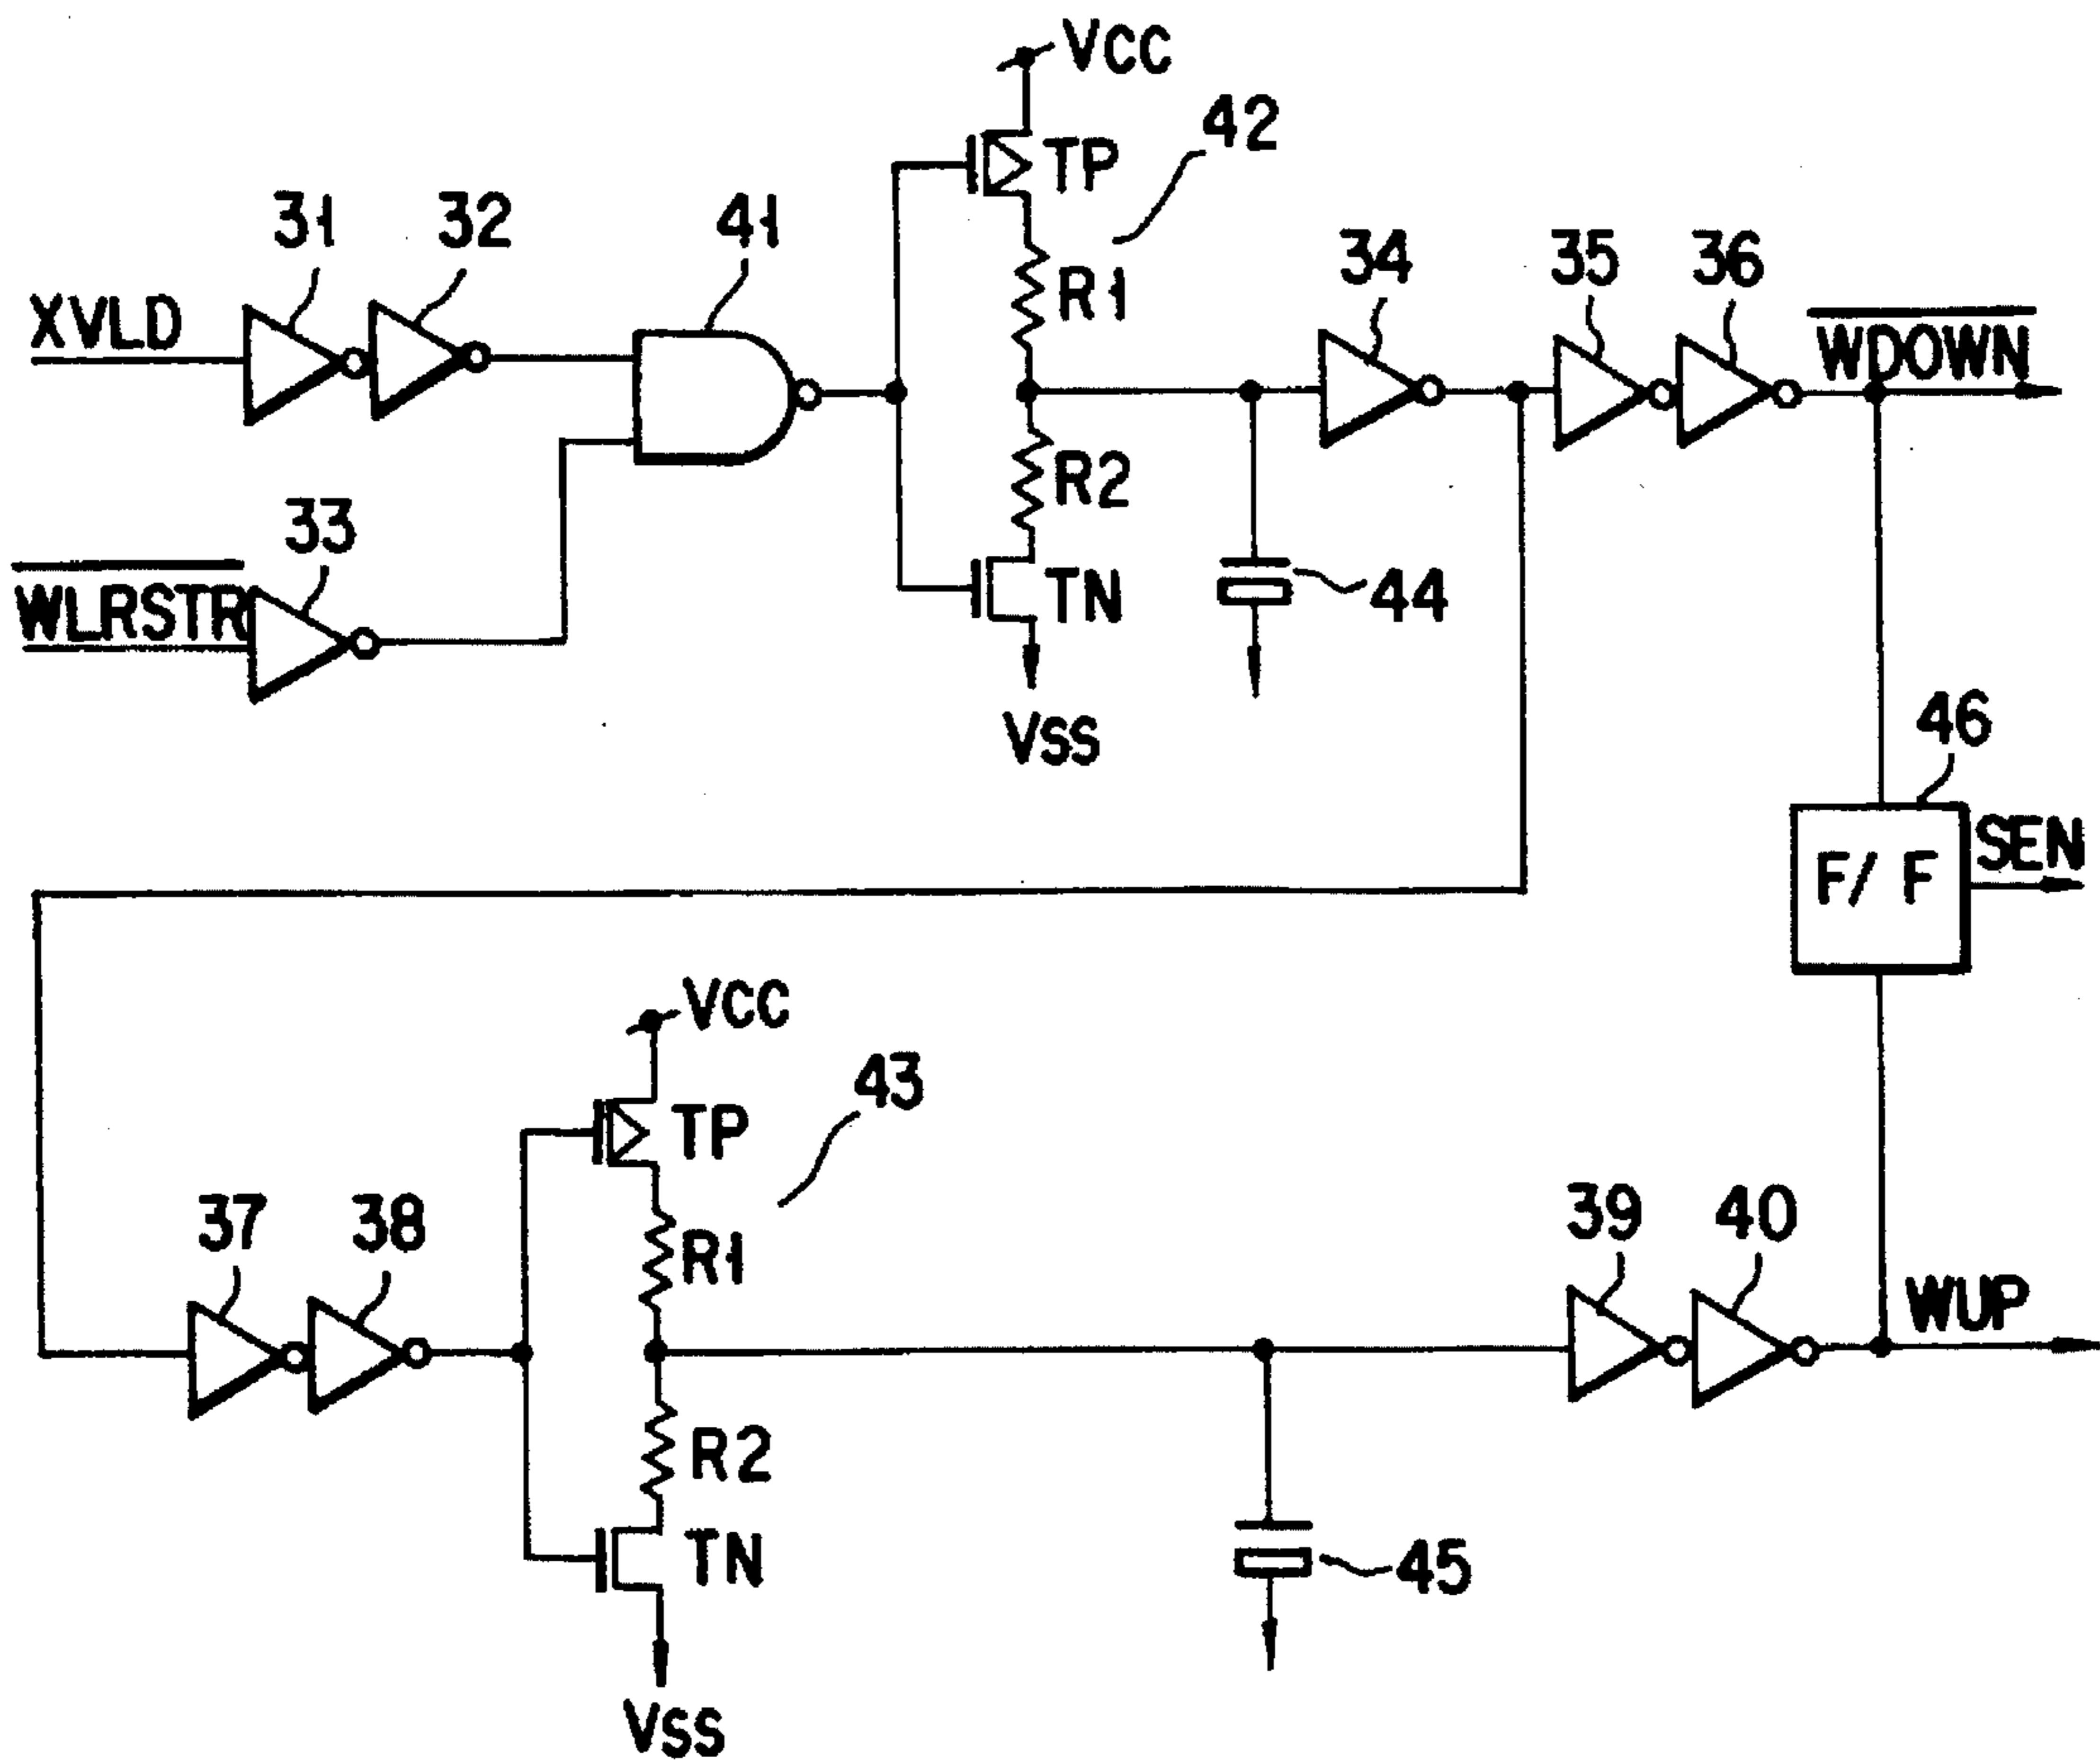 VCC
42
TP
31
32
41
34
35
36
XVLD
R1
WDOWN
R2
33
WLRSTR
TN
44
VSS
46
SEN
F/F
VCC
43
TP
37
38
R1
39
40
WUP
R2
TN
45
VSS